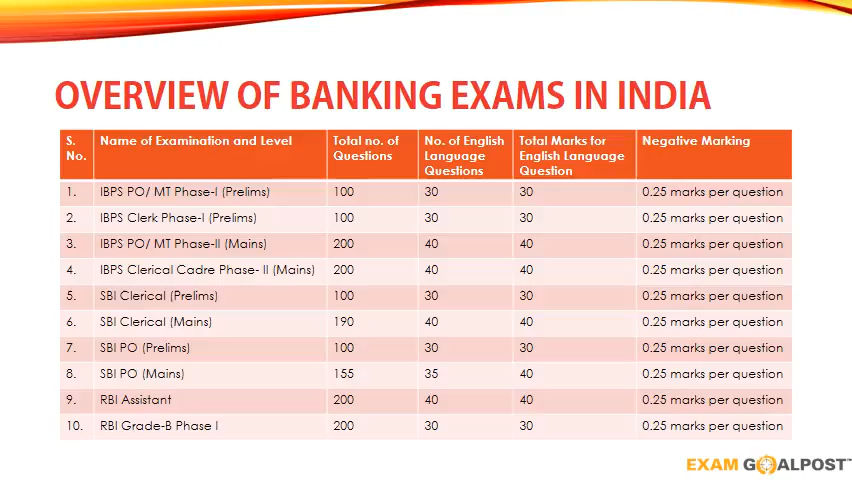 OVERVIEW OF BANKING EXAMS IN INDIA
S. No. Name of Examination and Level Total no. of Questions No. of English Language Questions Total Marks for English Language Question Negative Marking
1. IBPS PO/ MT Phase-I (Prelims) 100 30 30 0.25 marks per question
2. IBPS Clerk Phase-I (Prelims) 100 30 30 0.25 marks per question
3. IBPS PO/ MT Phase-II (Mains) 200 40 40 0.25 marks per question
4. IBPS Clerical Cadre Phase- II (Mains) 200 40 40 0.25 marks per question
5. SBI Clerical (Prelims) 100 30 30 0.25 marks per question
6. SBI Clerical (Mains) 190 40 40 0.25 marks per question
7. SBI PO (Prelims) 100 30 30 0.25 marks per question
8. SBI PO (Mains) 155 35 40 0.25 marks per question
9. RBI Assistant 200 40 40 0.25 marks per question
10. RBI Grade-B Phase I 200 30 30 0.25 marks per question
EXAM GOALPOST™